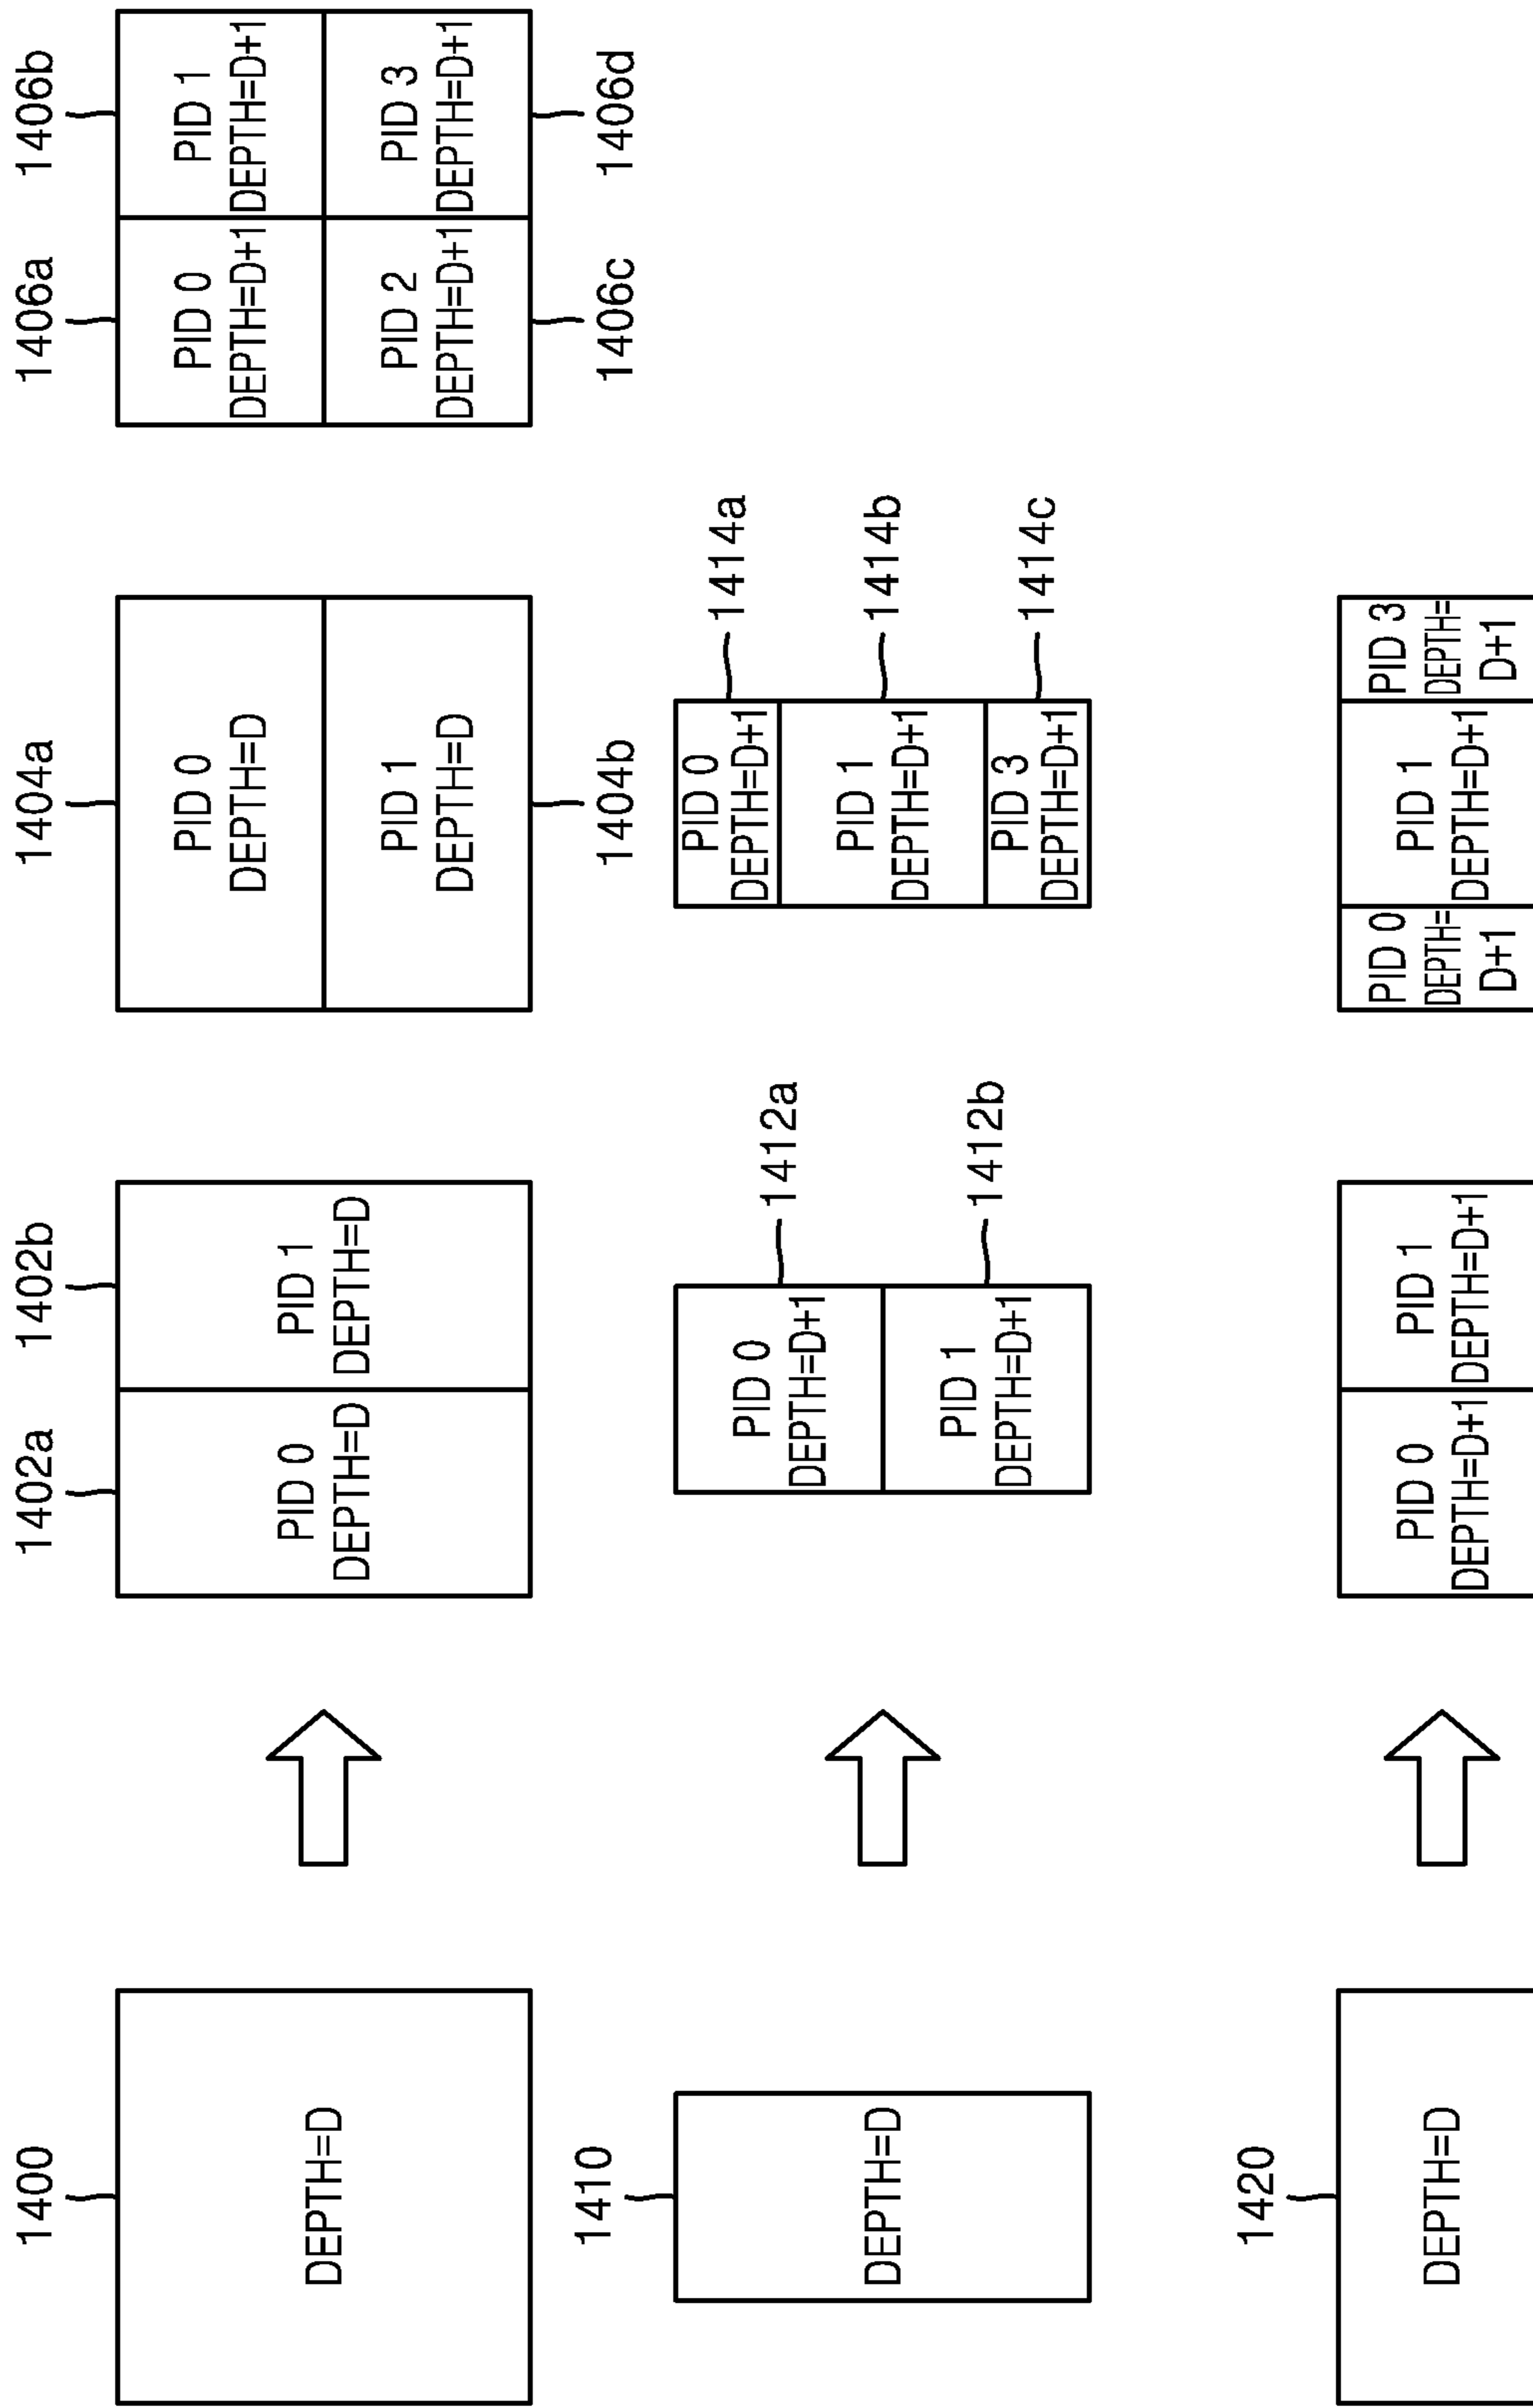 1400
DEPTH=D
1402a
1402b
PID 0
DEPTH=D
PID 1
DEPTH=D
1404a
PID 0
DEPTH=D
PID 1
DEPTH=D
1404b
1406a
1406b
PID 0
DEPTH=D+1
PID 1
DEPTH=D+1
PID 2
DEPTH=D+1
PID 3
DEPTH=D+1
1406c
1406d
1410
DEPTH=D
PID 0
DEPTH=D+1
1412a
PID 1
DEPTH=D+1
1412b
PID 0
DEPTH=D+1
1414a
PID 1
DEPTH=D+1
1414b
PID 3
DEPTH=D+1
1414c
1420
DEPTH=D
PID 0
DEPTH=D+1
PID 1
DEPTH=D+1
PID 0
DEPTH=
D+1
PID 1
DEPTH=D+1
PID 3
DEPTH=
D+1